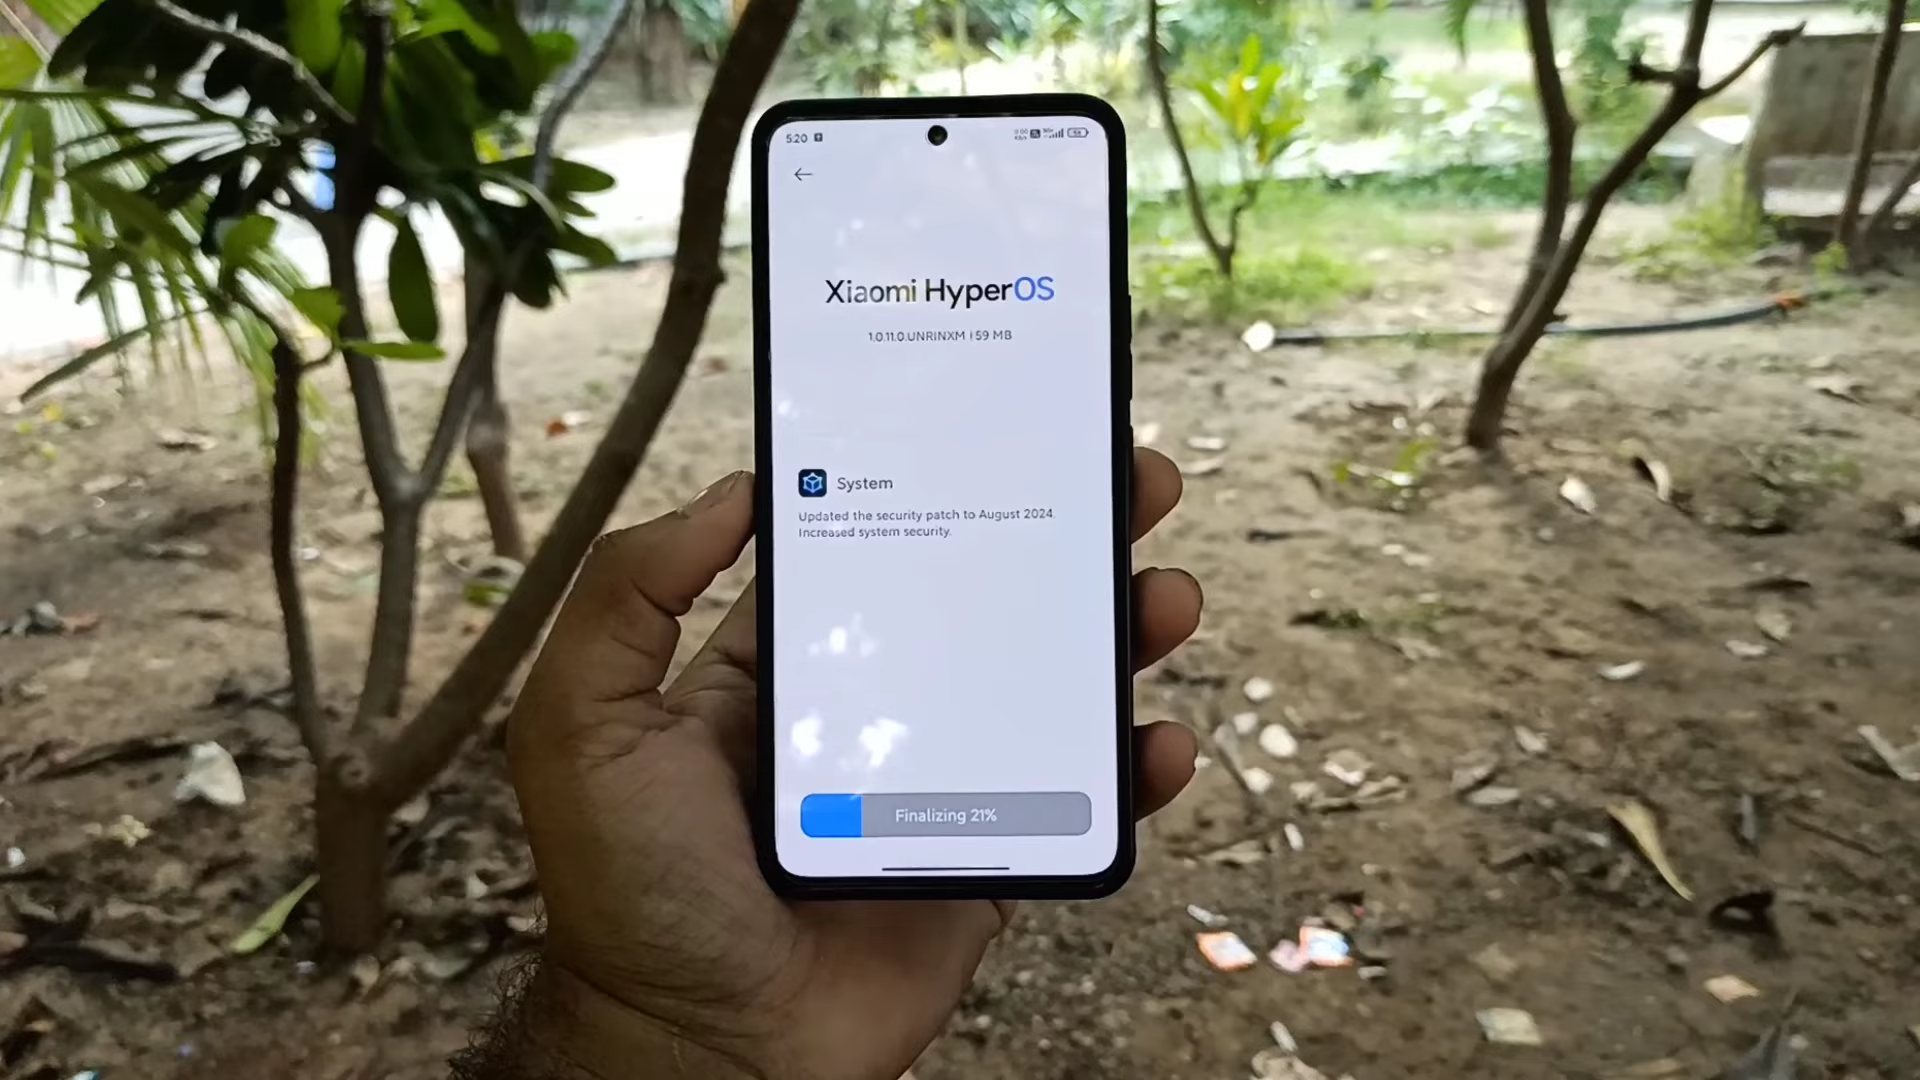 5:20
Xiaomi HyperOS
1.0.11.0.UNRINXM | 59 MB
System
Updated the security patch to August 2024.
Increased system security.
Finalizing 21%